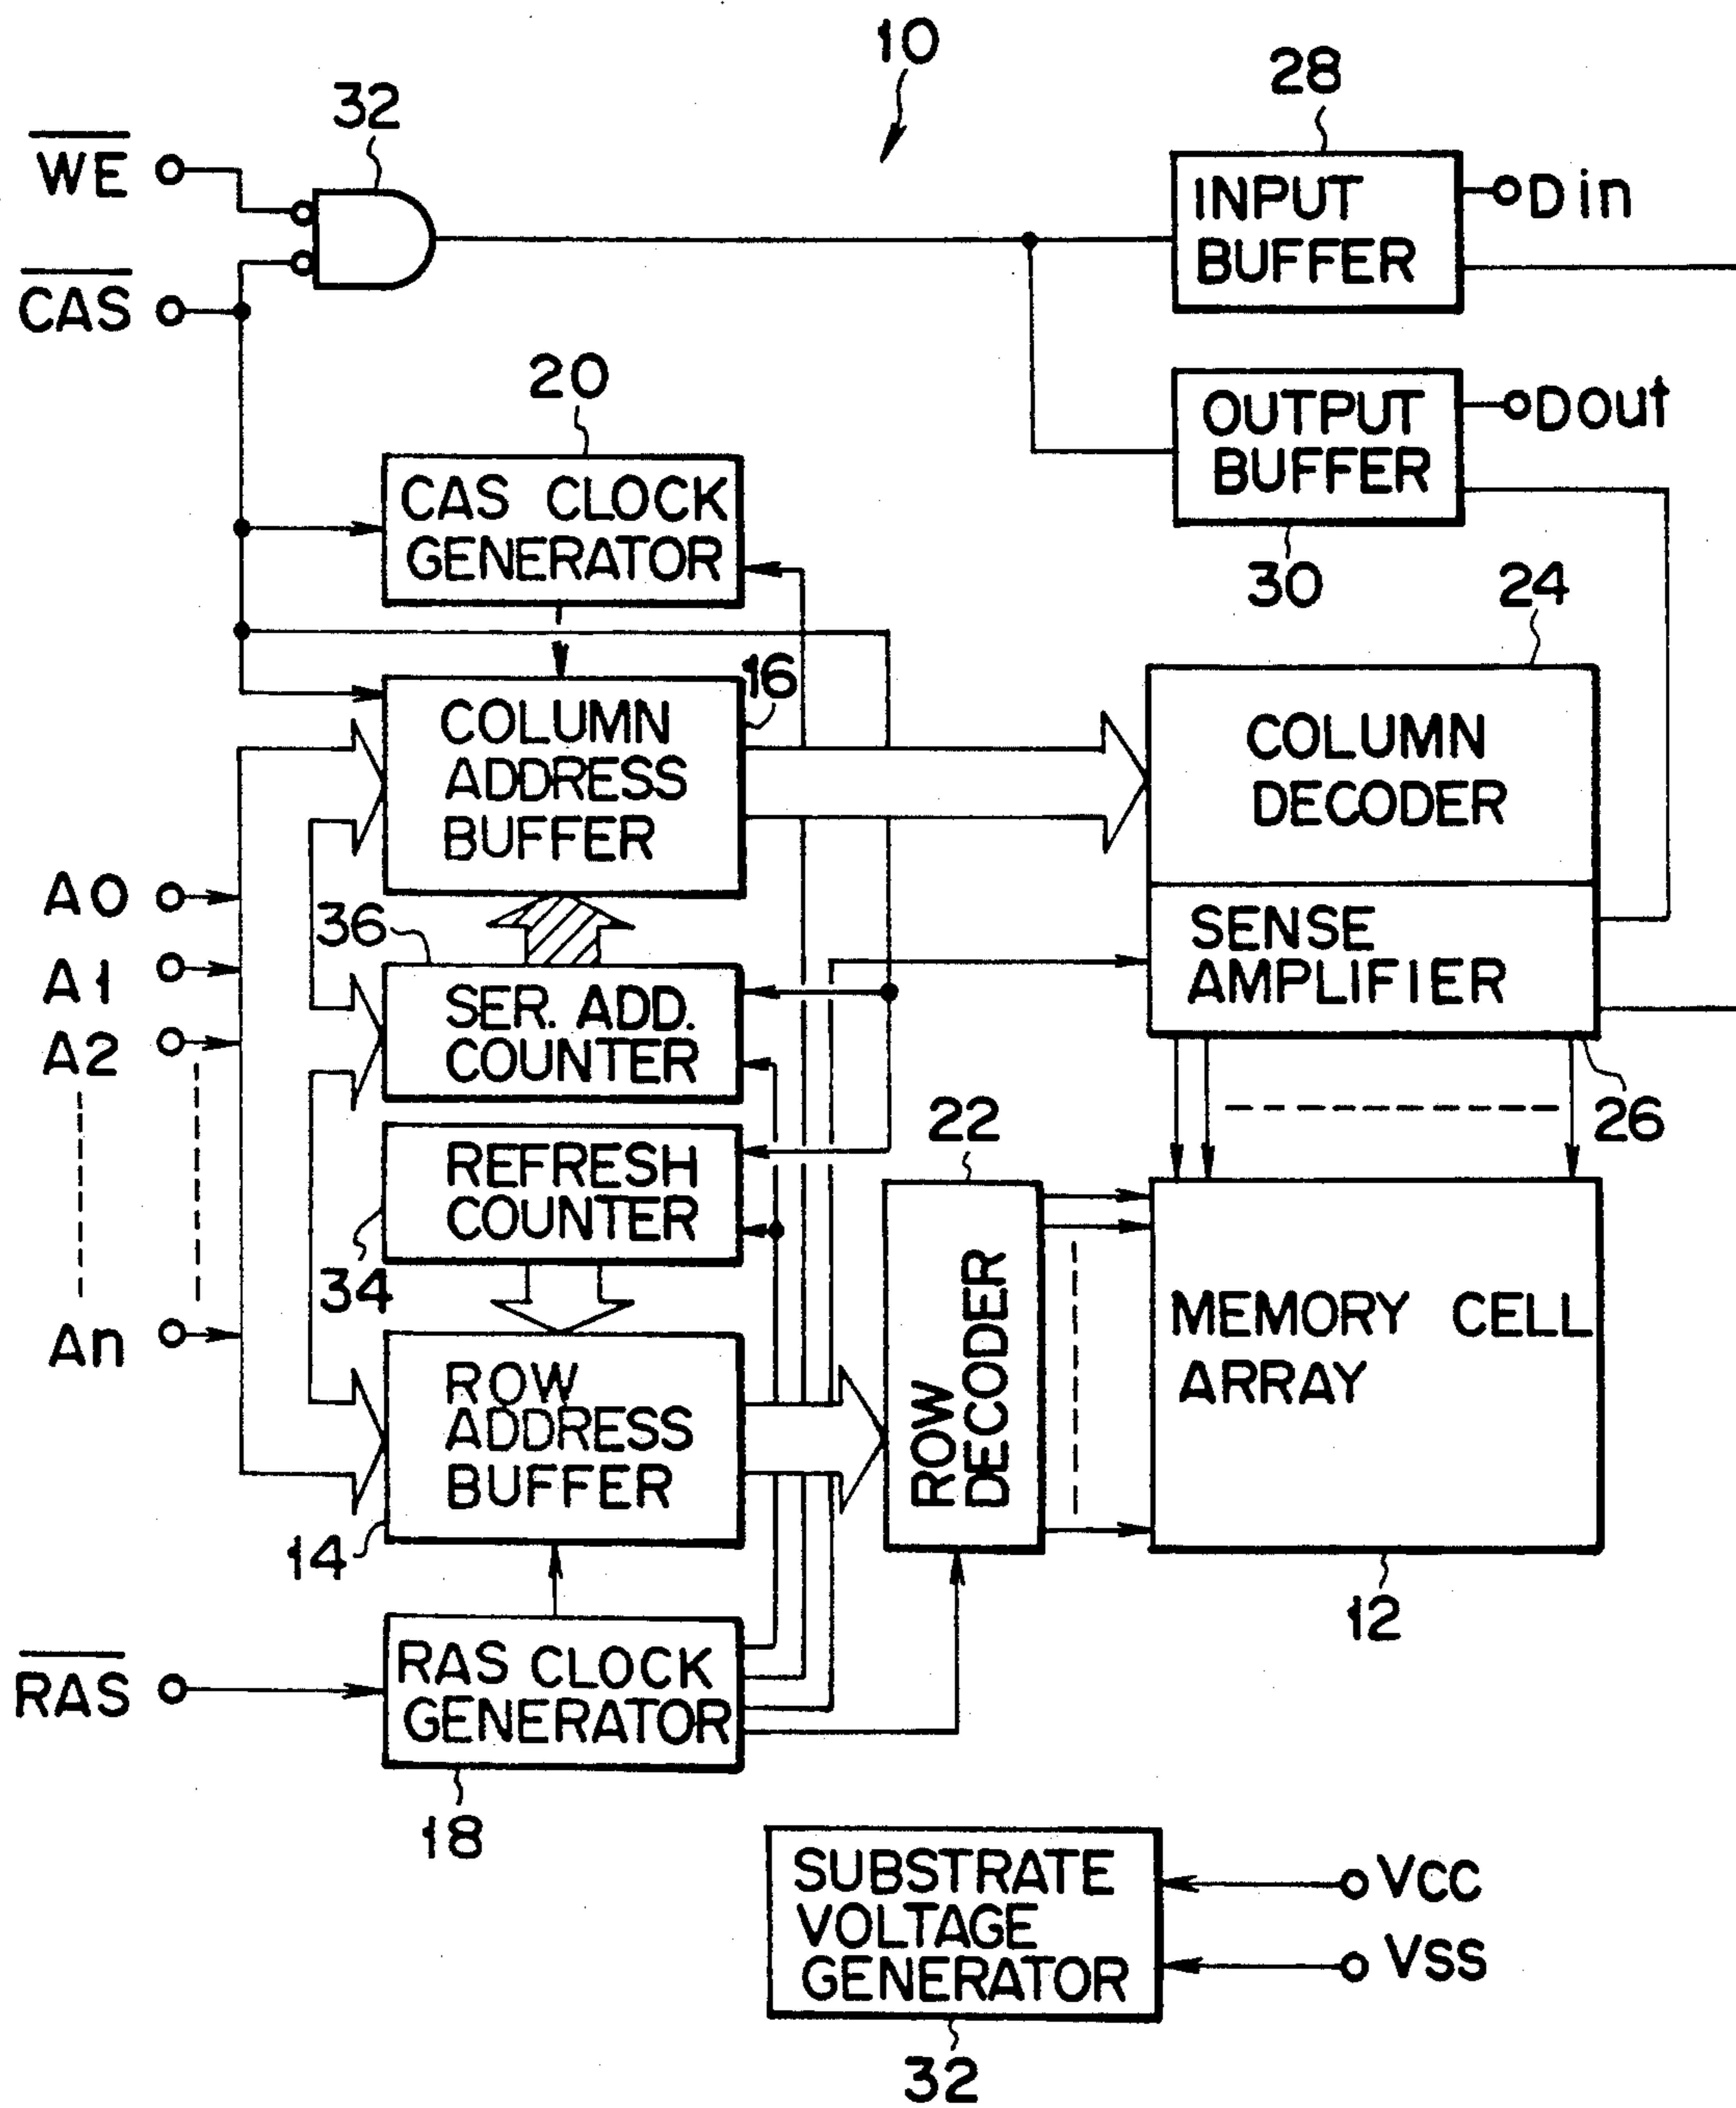 10
28
32
WE
INPUT
BUFFER
Din
CAS
20
OUTPUT
BUFFER
Dout
CAS CLOCK
GENERATOR
30
24
16
COLUMN
ADDRESS
BUFFER
COLUMN
DECODER
A0
36
SENSE
AMPLIFIER
A1
SER. ADD.
COUNTER
A2
22
26
REFRESH
COUNTER
34
ROW
DECODER
MEMORY CELL
ARRAY
An
ROW
ADDRESS
BUFFER
14
12
RAS
RAS CLOCK
GENERATOR
18
SUBSTRATE
VOLTAGE
GENERATOR
VCC
VSS
32